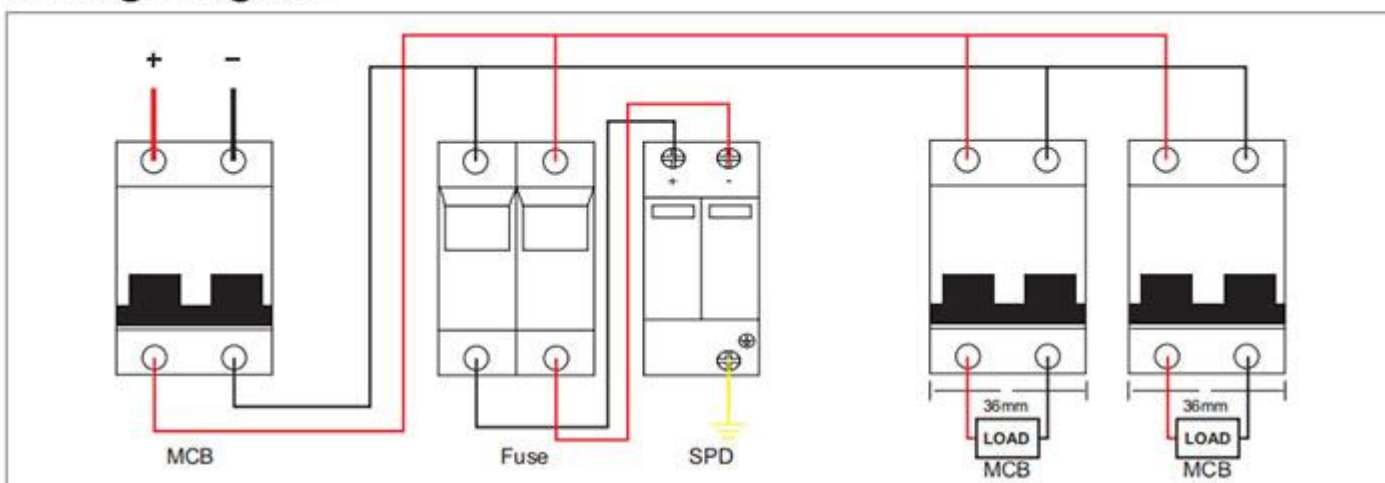 + −
+ -
36mm 36mm
LOAD LOAD
MCB Fuse SPD MCB MCB